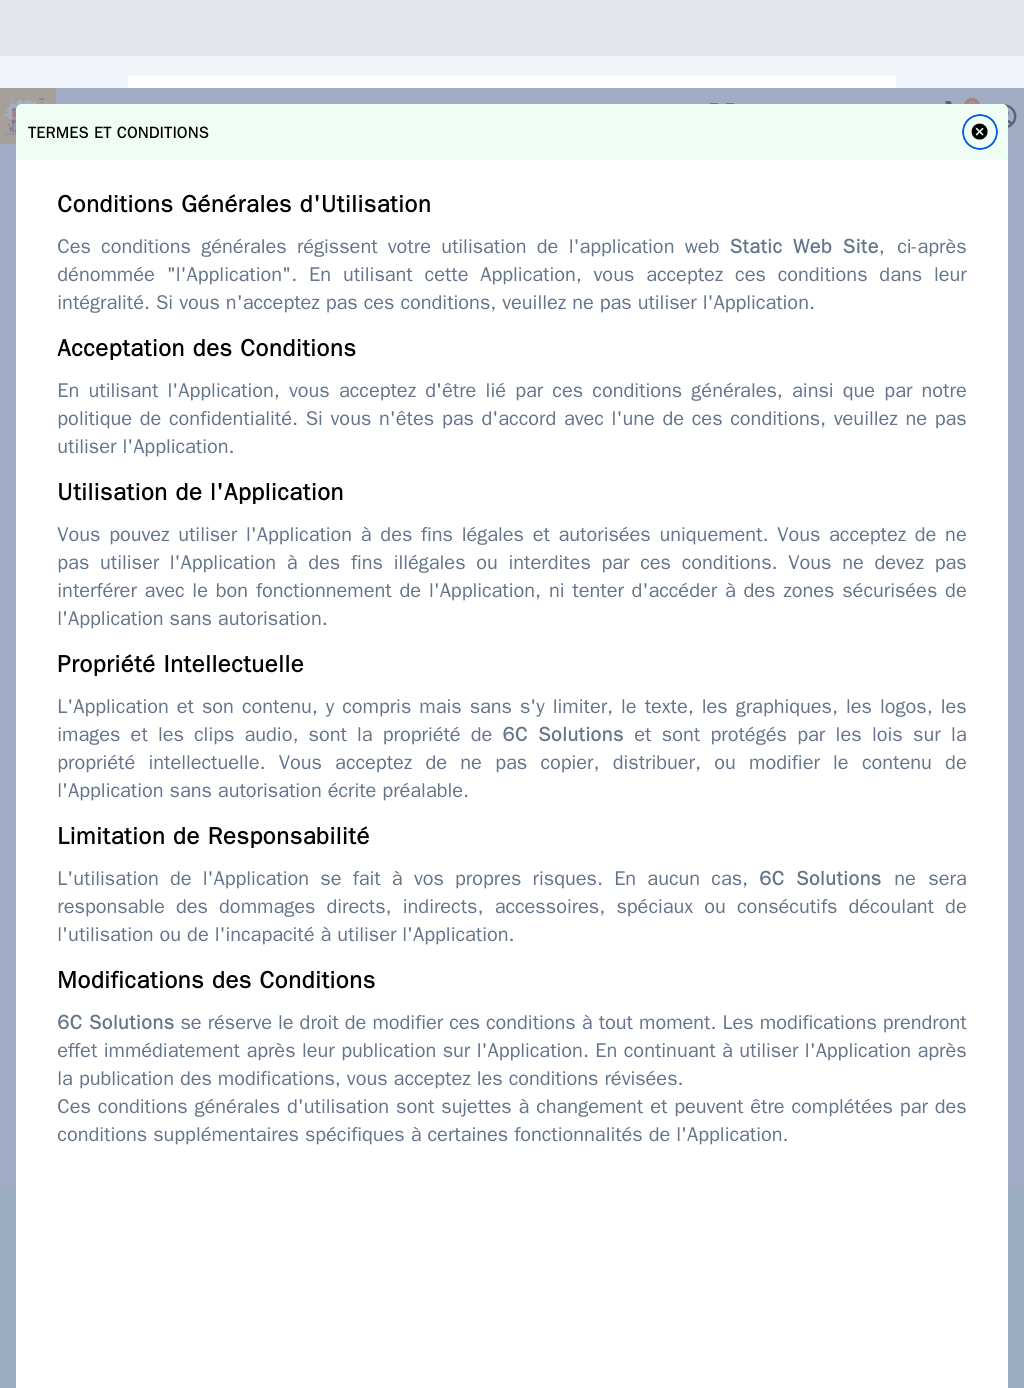 TERMES ET CONDITIONS
Conditions Générales d'Utilisation
Ces conditions générales régissent votre utilisation de l'application web Static Web Site, ci-après
dénommée "l'Application". En utilisant cette Application, vous acceptez ces conditions dans leur
intégralité. Si vous n'acceptez pas ces conditions, veuillez ne pas utiliser l'Application.
Acceptation des Conditions
En utilisant l'Application, vous acceptez d'être lié par ces conditions générales, ainsi que par notre
politique de confidentialité. Si vous n'êtes pas d'accord avec l'une de ces conditions, veuillez ne pas
utiliser l'Application.
Utilisation de l'Application
Vous pouvez utiliser l'Application à des fins légales et autorisées uniquement. Vous acceptez de ne
pas utiliser l'Application à des fins illégales ou interdites par ces conditions. Vous ne devez pas
interférer avec le bon fonctionnement de l'Application, ni tenter d'accéder à des zones sécurisées de
l'Application sans autorisation.
Propriété Intellectuelle
L'Application et son contenu, y compris mais sans s'y limiter, le texte, les graphiques, les logos, les
images et les clips audio, sont la propriété de 6C Solutions et sont protégés par les lois sur la
propriété intellectuelle. Vous acceptez de ne pas copier, distribuer, ou modifier le contenu de
l'Application sans autorisation écrite préalable.
Limitation de Responsabilité
L'utilisation de l'Application se fait à vos propres risques. En aucun cas, 6C Solutions ne sera
responsable des dommages directs, indirects, accessoires, spéciaux ou consécutifs découlant de
l'utilisation ou de l'incapacité à utiliser l'Application.
Modifications des Conditions
6C Solutions se réserve le droit de modifier ces conditions à tout moment. Les modifications prendront
effet immédiatement après leur publication sur l'Application. En continuant à utiliser l'Application après
la publication des modifications, vous acceptez les conditions révisées.
Ces conditions générales d'utilisation sont sujettes à changement et peuvent être complétées par des
conditions supplémentaires spécifiques à certaines fonctionnalités de l'Application.